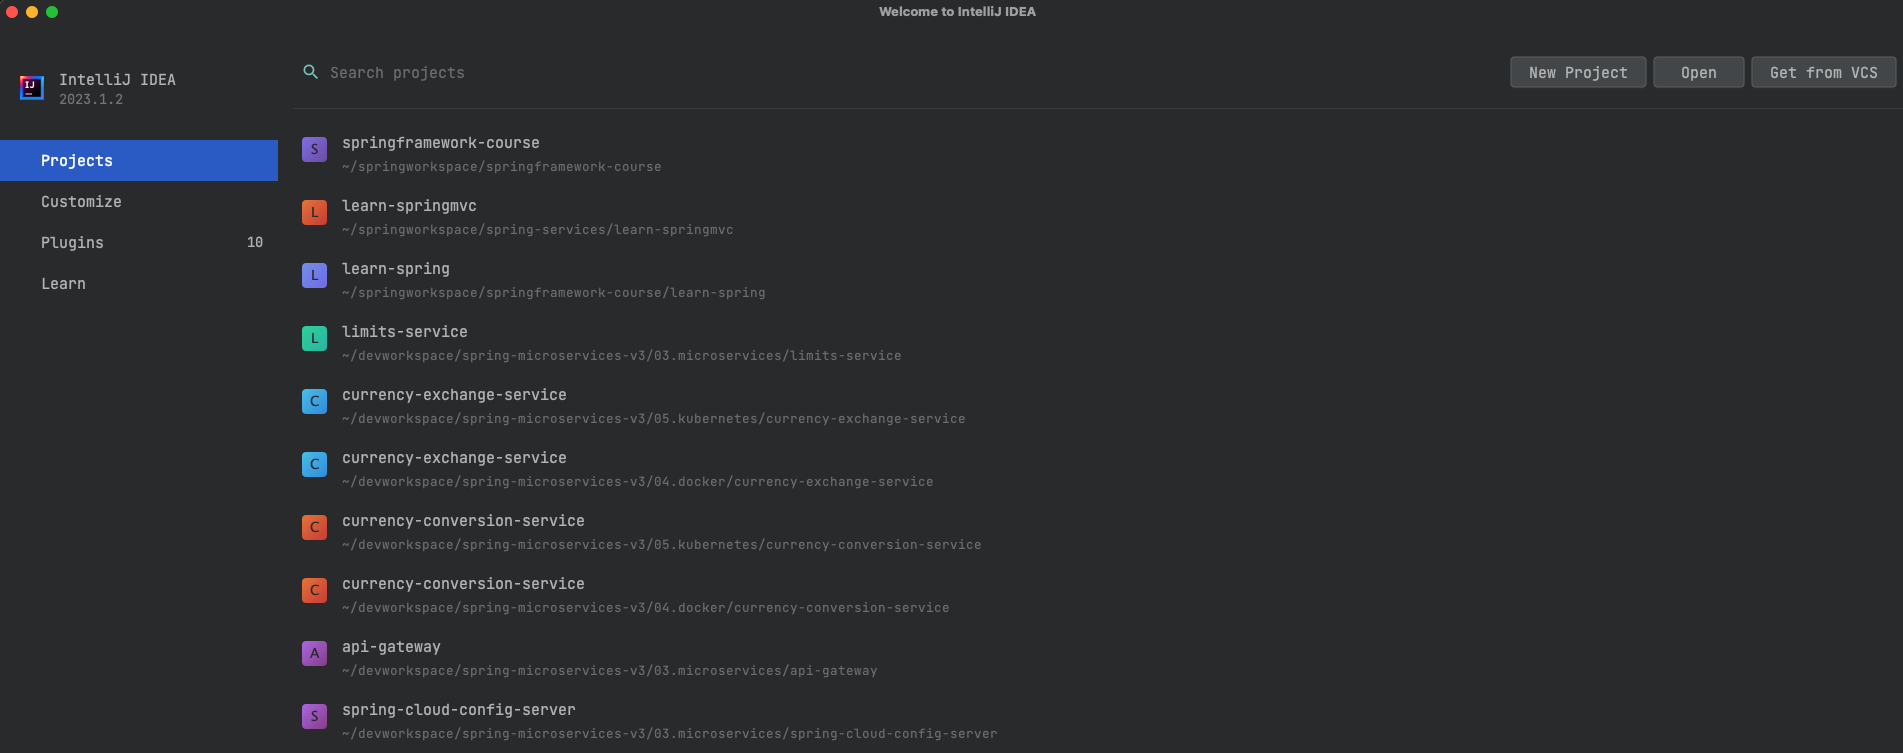 Welcome to IntelliJ IDEA
IJ
IntelliJ IDEA
2023.1.2
Projects
Customize
Plugins 10
Learn
Search projects
New Project Open Get from VCS
S springframework-course
~/springworkspace/springframework-course
L learn-springmvc
~/springworkspace/spring-services/learn-springmvc
L learn-spring
~/springworkspace/springframework-course/learn-spring
L limits-service
~/devworkspace/spring-microservices-v3/03.microservices/limits-service
C currency-exchange-service
~/devworkspace/spring-microservices-v3/05.kubernetes/currency-exchange-service
C currency-exchange-service
~/devworkspace/spring-microservices-v3/04.docker/currency-exchange-service
C currency-conversion-service
~/devworkspace/spring-microservices-v3/05.kubernetes/currency-conversion-service
C currency-conversion-service
~/devworkspace/spring-microservices-v3/04.docker/currency-conversion-service
A api-gateway
~/devworkspace/spring-microservices-v3/03.microservices/api-gateway
S spring-cloud-config-server
~/devworkspace/spring-microservices-v3/03.microservices/spring-cloud-config-server